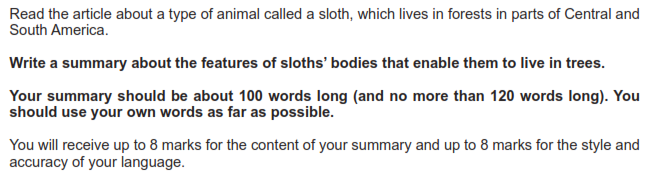 Read the article about a type of animal called a sloth, which lives in forests in parts of Central and
South America.
Write a summary about the features of sloths' bodies that enable them to live in trees.
Your summary should be about 100 words long (and no more than 120 words long). You
should use your own words as far as possible.
You will receive up to 8 marks for the content of your summary and up to 8 marks for the style and
accuracy of your language.